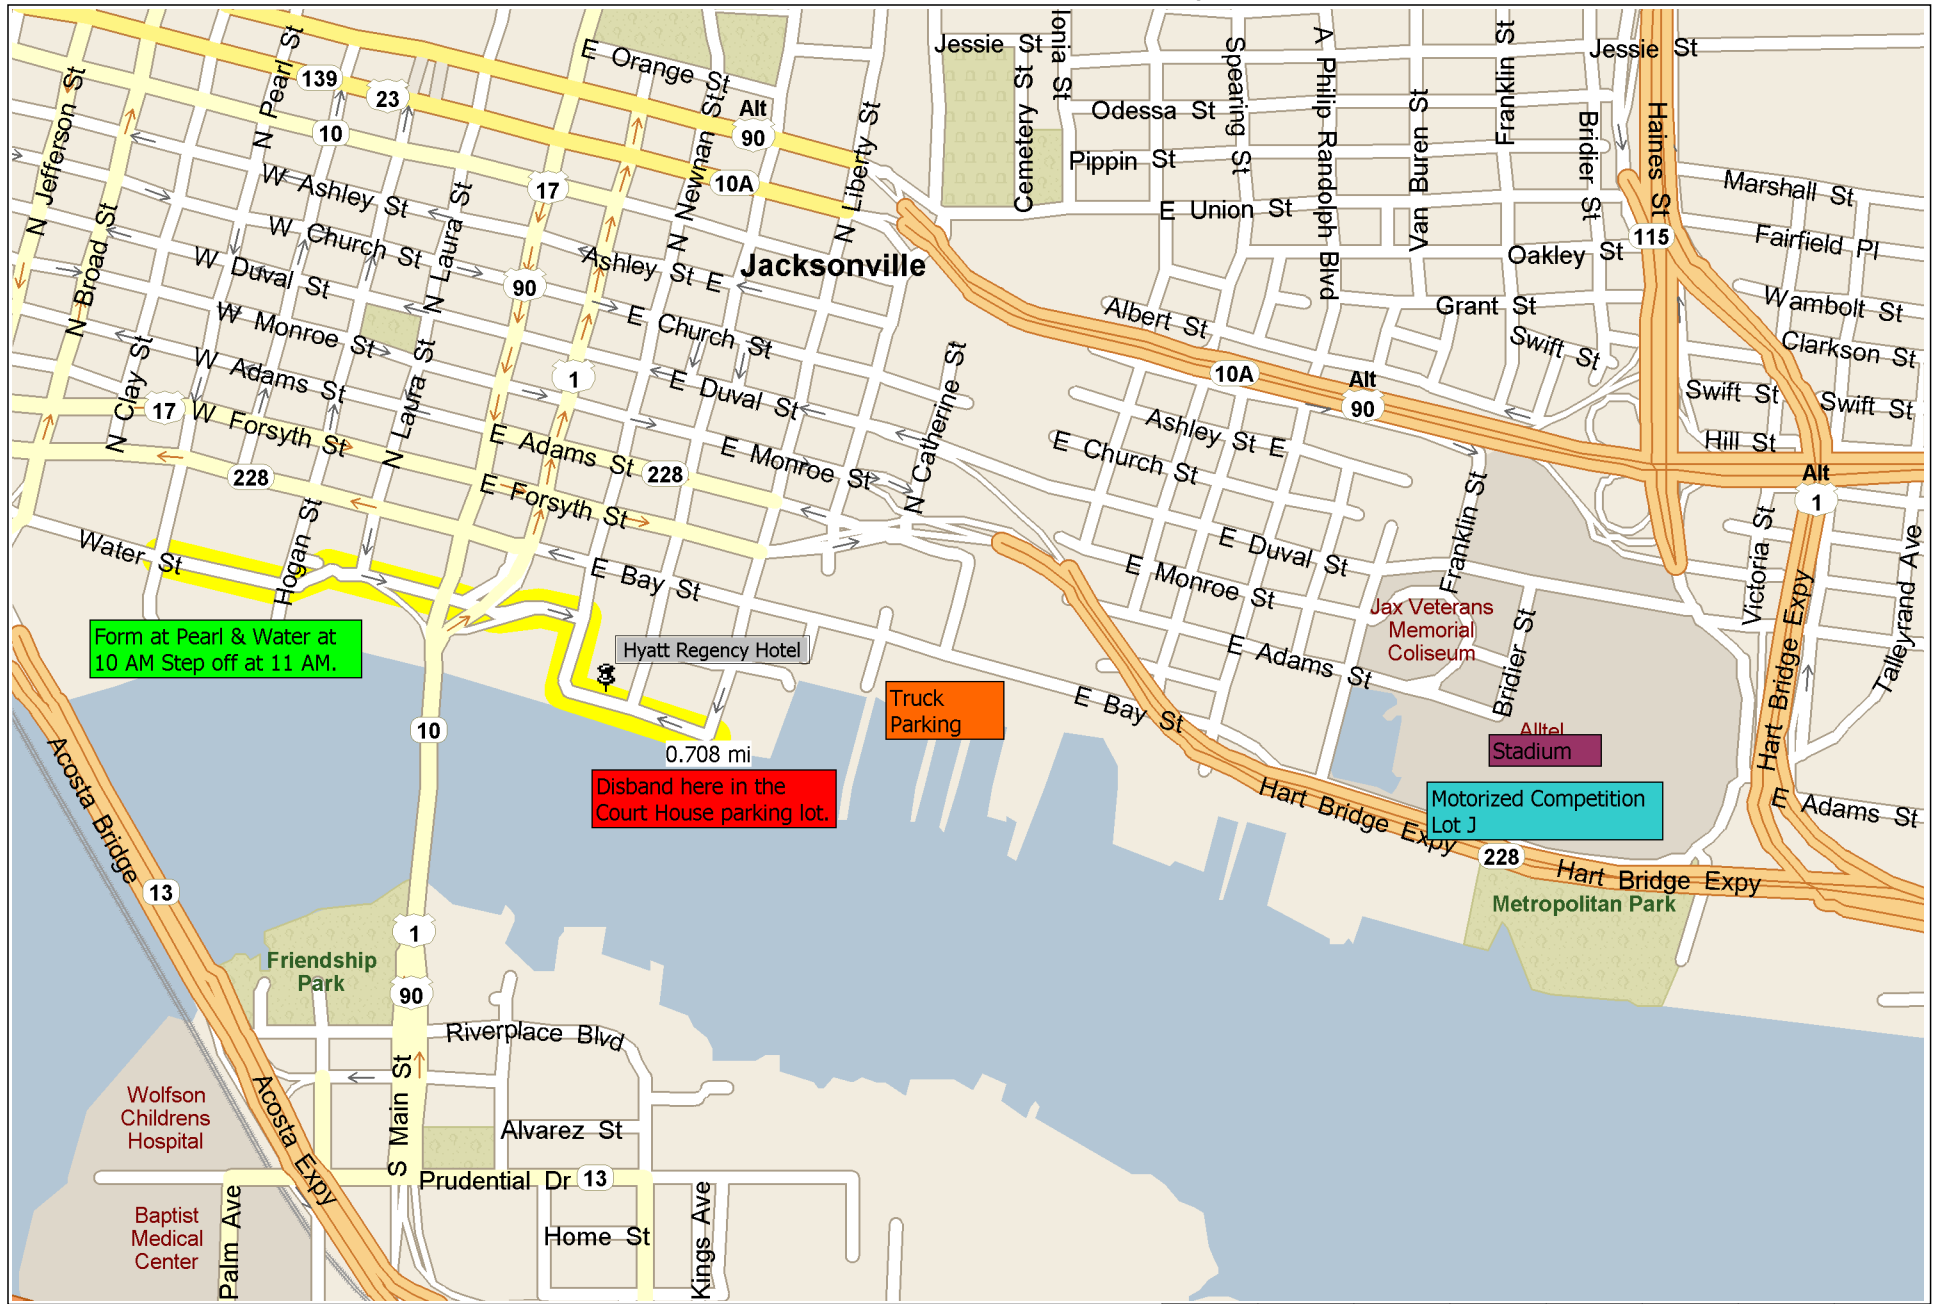 Jessie St
Jessie St
E Orange St
lonia St
Spearing St
A Philip Randolph Blvd
Franklin St
N Pearl St
139
23
10
Alt
90
N Jefferson St
Cemetery St
Odessa St
Van Buren St
Bridier St
Haines St
N Liberty St
Pippin St
W Ashley St
17
10A
N Newnan St
E Union St
Marshall St
N Broad St
W Church St
N Laura St
115
Fairfield Pl
Oakley St
W Duval St
Ashley St E
Jacksonville
90
Wambolt St
Grant St
Albert St
W Monroe St
E Church St
Swift St
Clarkson St
N Clay St
W Adams St
N Laura St
1
E Duval St
N Catherine St
10A
Alt
90
Swift St
Swift St
17
W Forsyth St
E Adams St
228
E Monroe St
Ashley St E
E Church St
Hill St
228
E Forsyth St
Alt
1
Franklin St
Victoria St
Talleyrand Ave
Water St
Hogan St
E Bay St
E Duval St
E Monroe St
Jax Veterans
Memorial
Coliseum
Bridier St
Hart Bridge Expy
Form at Pearl & Water at
10 AM Step off at 11 AM.
Hyatt Regency Hotel
E Adams St
E Bay St
Truck
Parking
10
0.708 mi
Alltel
Stadium
Disband here in the
Court House parking lot.
Motorized Competition
Lot J
Hart Bridge Expy
E Adams St
Acosta Bridge
13
228
Hart Bridge Expy
Metropolitan Park
1
Friendship
Park
90
Riverplace Blvd
Wolfson
Childrens
Hospital
Acosta Expy
S Main St
Alvarez St
Prudential Dr
13
Baptist
Medical
Center
Palm Ave
Home St
Kings Ave